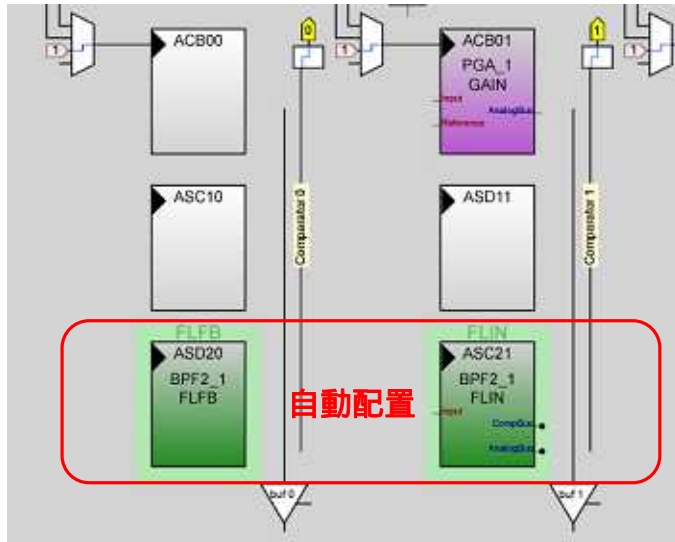 0
1
1
1
1
ACB00
ACB01
PGA_1
GAIN
Input
AnalogBus
Reference
ASC10
ASD11
Comparator 0
Comparator 1
FLFB
FLIN
ASD20
BPF2_1
FLFB
自動配置
ASC21
BPF2_1
FLIN
Input
CompBus
AnalogBus
buf 0
buf 1